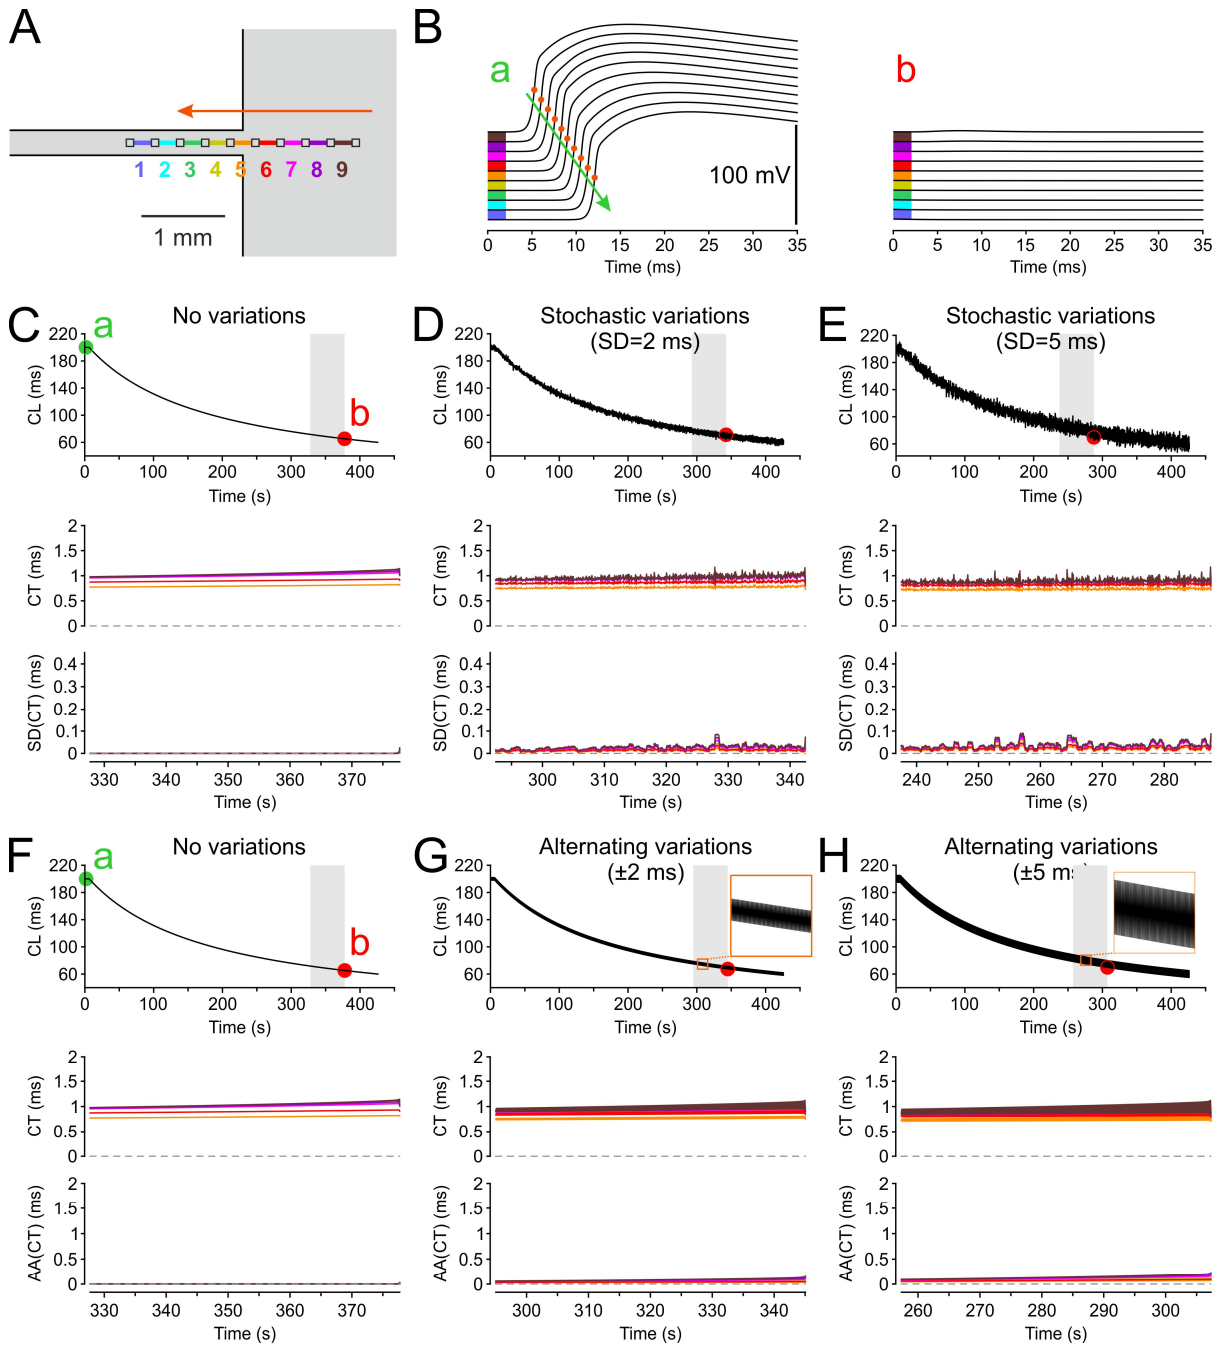 A
1 2 3 4 5 6 7 8 9
1 mm
B
a
100 mV
0 5 10 15 20 25 30 35
Time (ms)
b
0 5 10 15 20 25 30 35
Time (ms)
C
No variations
a
b
220
180
140
100
60
CL (ms)
0 100 200 300 400
Time (s)
2
1.5
1
0.5
0
CT (ms)
0.4
0.3
0.2
0.1
0
SD(CT) (ms)
330 340 350 360 370
Time (s)
D
Stochastic variations
(SD=2 ms)
220
180
140
100
60
CL (ms)
0 100 200 300 400
Time (s)
2
1.5
1
0.5
0
CT (ms)
0.4
0.3
0.2
0.1
0
SD(CT) (ms)
300 310 320 330 340
Time (s)
E
Stochastic variations
(SD=5 ms)
220
180
140
100
60
CL (ms)
0 100 200 300 400
Time (s)
2
1.5
1
0.5
0
CT (ms)
0.4
0.3
0.2
0.1
0
SD(CT) (ms)
240 250 260 270 280
Time (s)
F
No variations
a
b
220
180
140
100
60
CL (ms)
0 100 200 300 400
Time (s)
2
1.5
1
0.5
0
CT (ms)
2
1.5
1
0.5
0
AA(CT) (ms)
330 340 350 360 370
Time (s)
G
Alternating variations
(±2 ms)
220
180
140
100
60
CL (ms)
0 100 200 300 400
Time (s)
2
1.5
1
0.5
0
CT (ms)
2
1.5
1
0.5
0
AA(CT) (ms)
300 310 320 330 340
Time (s)
H
Alternating variations
(±5 ms
220
180
140
100
60
CL (ms)
0 100 200 300 400
Time (s)
2
1.5
1
0.5
0
CT (ms)
2
1.5
1
0.5
0
AA(CT) (ms)
260 270 280 290 300
Time (s)